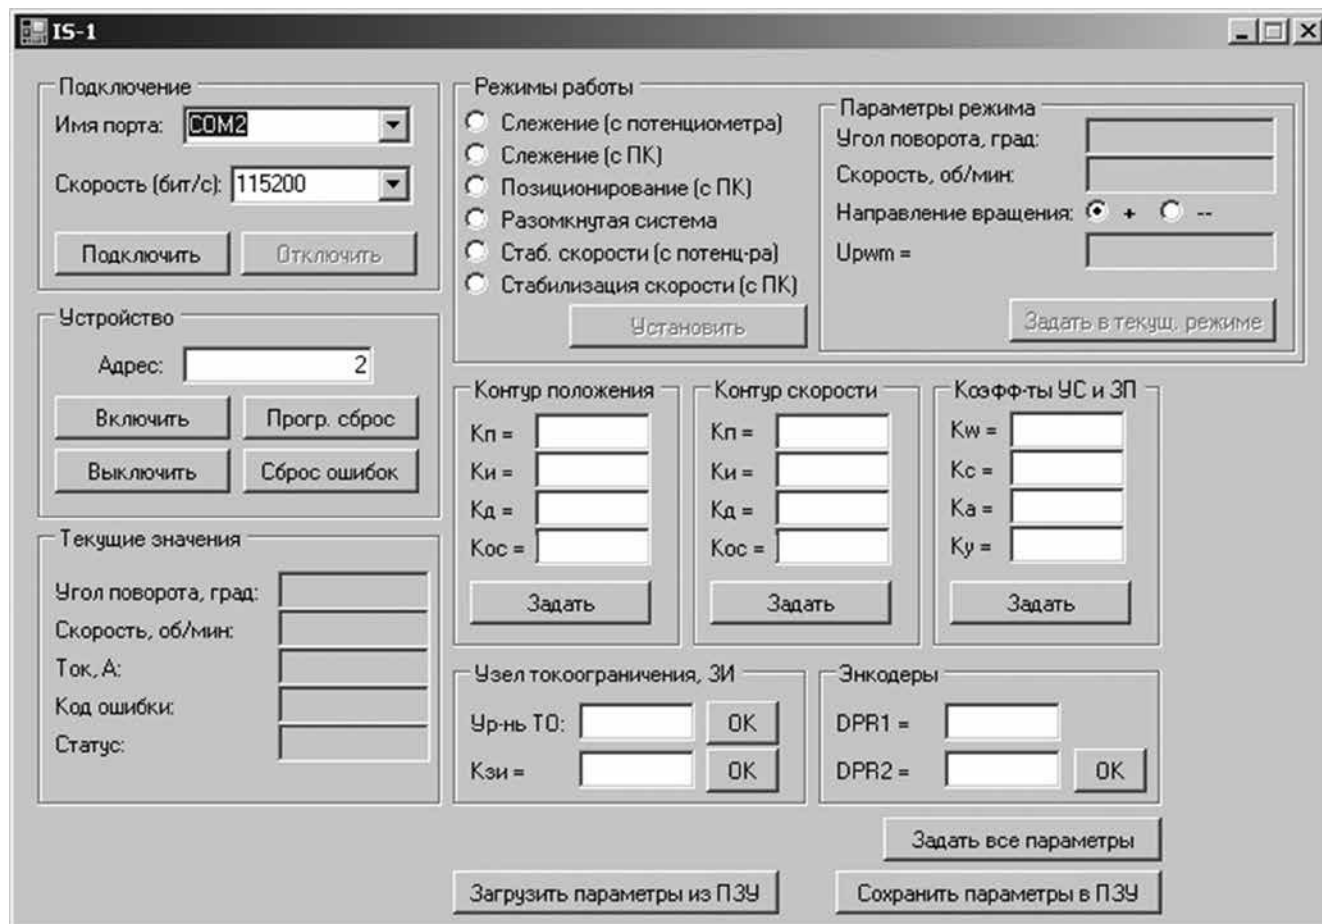 IS-1
Подключение
Имя порта: COM2
Скорость (бит/с): 115200
Подключить Отключить
Устройство
Адрес: 2
Включить Прогр. сброс
Выключить Сброс ошибок
Текущие значения
Угол поворота, град:
Скорость, об/мин:
Ток, А:
Код ошибки:
Статус:
Режимы работы
Слежение (с потенциометра)
Слежение (с ПК)
Позиционирование (с ПК)
Разомкнутая система
Стаб. скорости (с потенц-ра)
Стабилизация скорости (с ПК)
Установить
Параметры режима
Угол поворота, град:
Скорость, об/мин:
Направление вращения: + --
Upwm =
Задать в текущ. режиме
Контур положения
Кп =
Ки =
Кд =
Кос =
Задать
Контур скорости
Кп =
Ки =
Кд =
Кос =
Задать
Коэфф-ты УС и ЗП
Kw =
Кс =
Ка =
Ку =
Задать
Узел токоограничения, ЗИ
Ур-нь ТО: OK
Кзи = OK
Энкодеры
DPR1 =
DPR2 = OK
Задать все параметры
Загрузить параметры из ПЗУ Сохранить параметры в ПЗУ